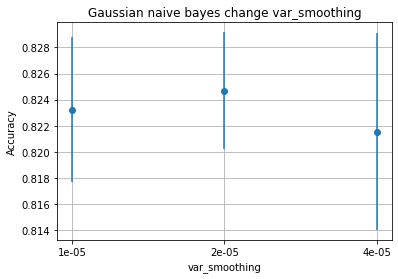 Gaussian naive bayes change var_smoothing
0.828
0.826
0.824
0.822
0.820
0.818
0.816
0.814
Accuracy
1e-05
2e-05
4e-05
var_smoothing